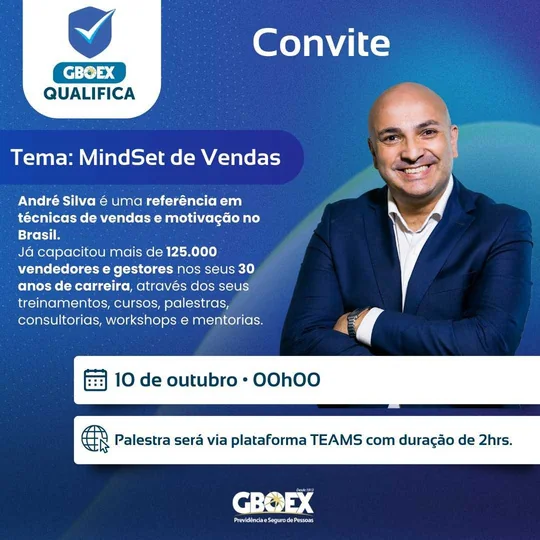 Convite
GBOEX
QUALIFICA
Tema: MindSet de Vendas
André Silva é uma referência em
técnicas de vendas e motivação no
Brasil.
Já capacitou mais de 125.000
vendedores e gestores nos seus 30
anos de carreira, através dos seus
treinamentos, cursos, palestras,
consultorias, workshops e mentorias.
10 de outubro • 00h00
Palestra será via plataforma TEAMS com duração de 2hrs.
GBOEX
Previdência e Seguro de Pessoas